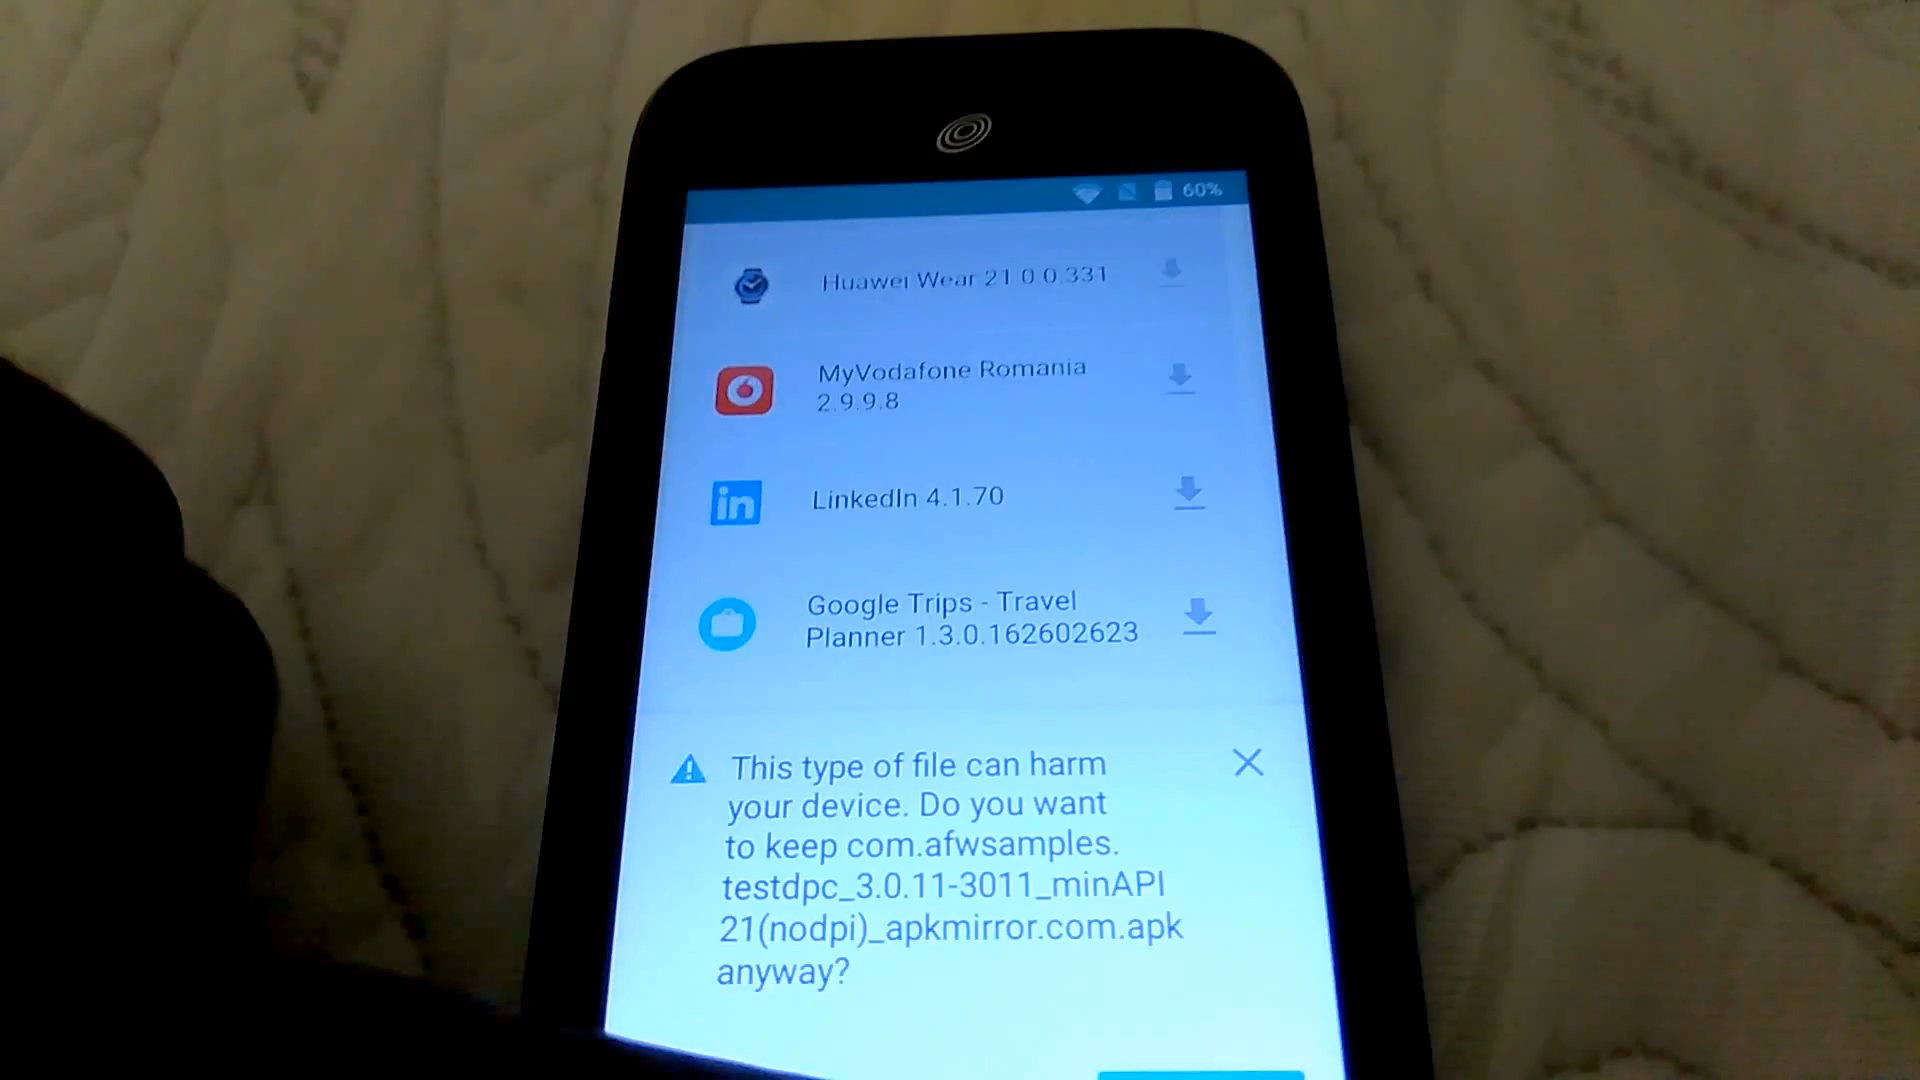 60%
Huawei Wear 21.0.0.331
MyVodafone Romania
2.9.9.8
in
LinkedIn 4.1.70
Google Trips - Travel
Planner 1.3.0.162602623
This type of file can harm
your device. Do you want
to keep com.afwsamples.
testdpc_3.0.11-3011_minAPI
21(nodpi)_apkmirror.com.apk
anyway?